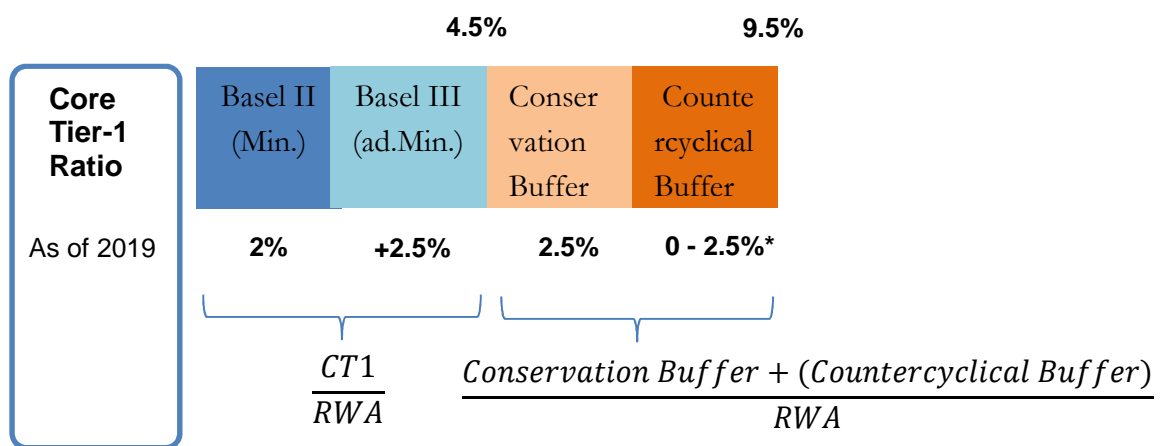 4.5% 9.5%
Core
Tier-1
Ratio
Basel II
(Min.)
Basel III
(ad.Min.)
Conser
vation
Buffer
Counte
rcyclical
Buffer
As of 2019 2% +2.5% 2.5% 0 - 2.5%*
CT1
RWA
Conservation Buffer + (Countercyclical Buffer)
RWA